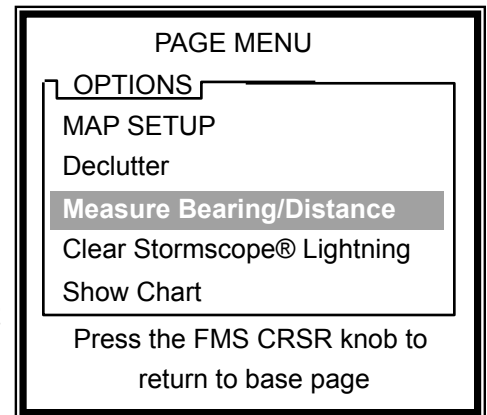 PAGE MENU
OPTIONS
MAP SETUP
Declutter
Measure Bearing/Distance
Clear Stormscope® Lightning
Show Chart
Press the FMS CRSR knob to
return to base page